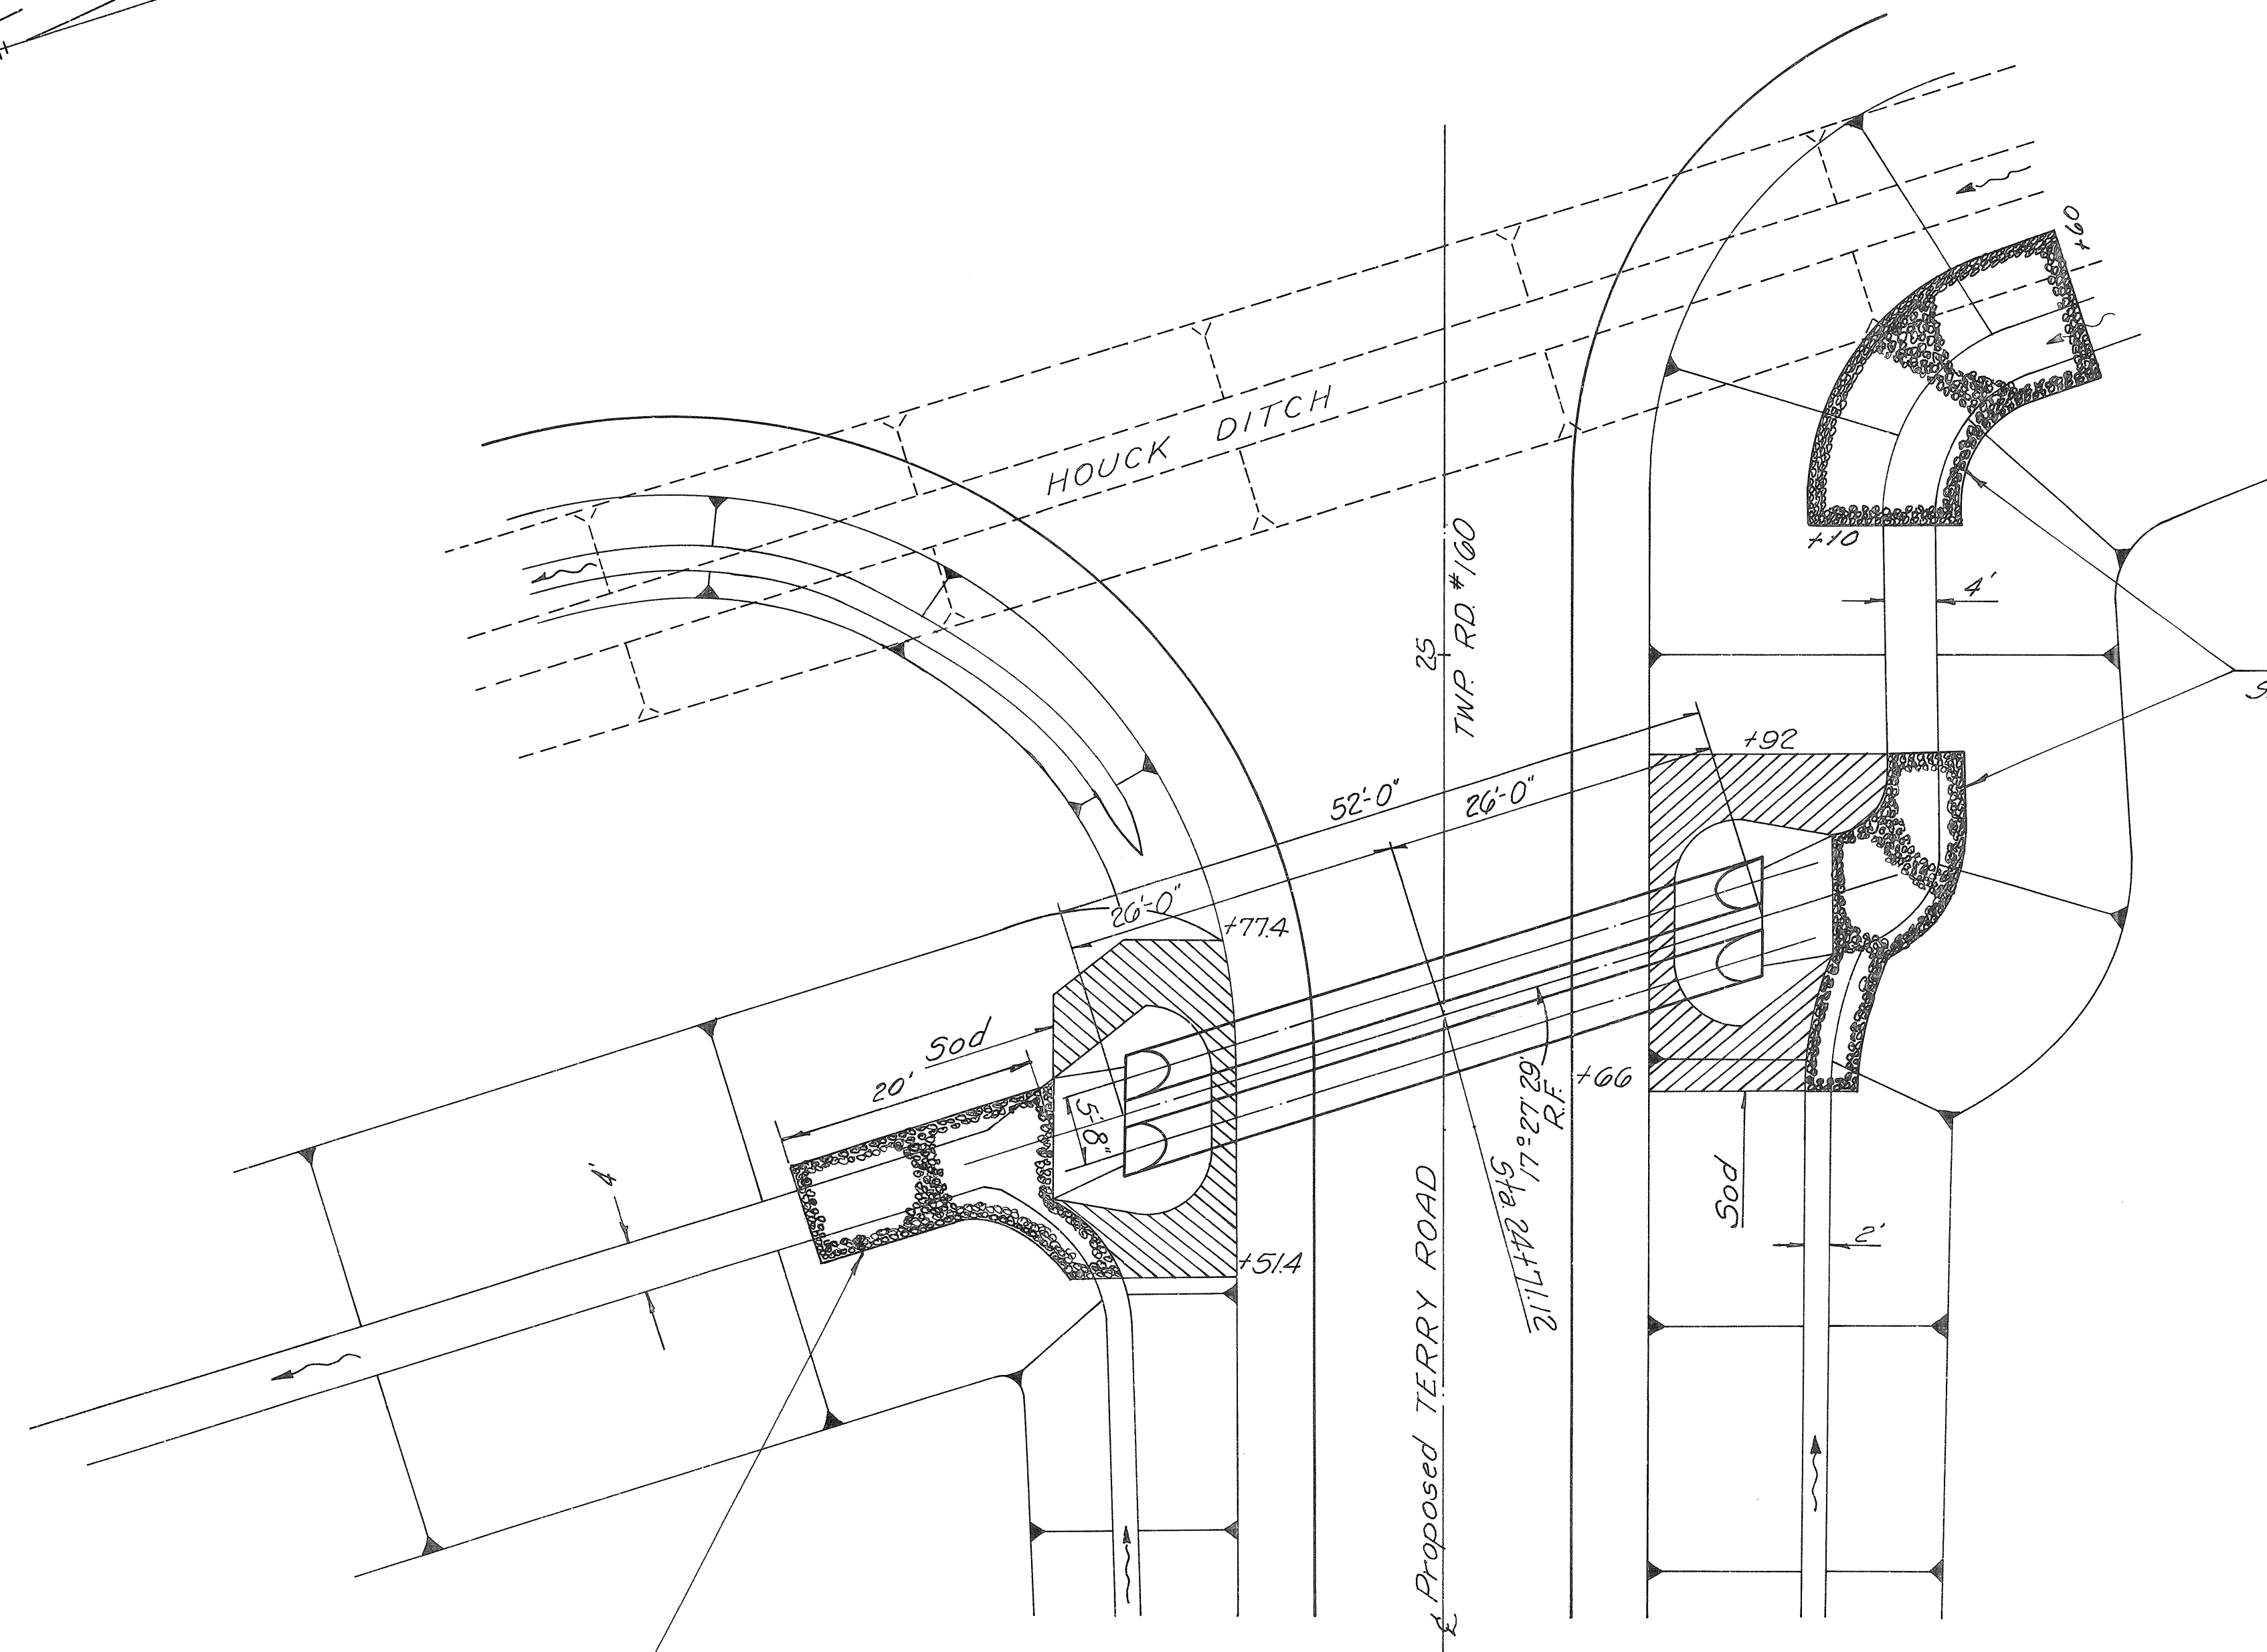 +60
HOUCK DITCH
+10
4'
TWP. RD. #160
25
+92
52'-0"
26'-0"
26'-0"
+77.4
Sod
20'
5'-8"
17°27'29"
R.F.
+66
Sta. 24+71.12
4'
+51.4
Sod
2'
℄ Proposed TERRY ROAD